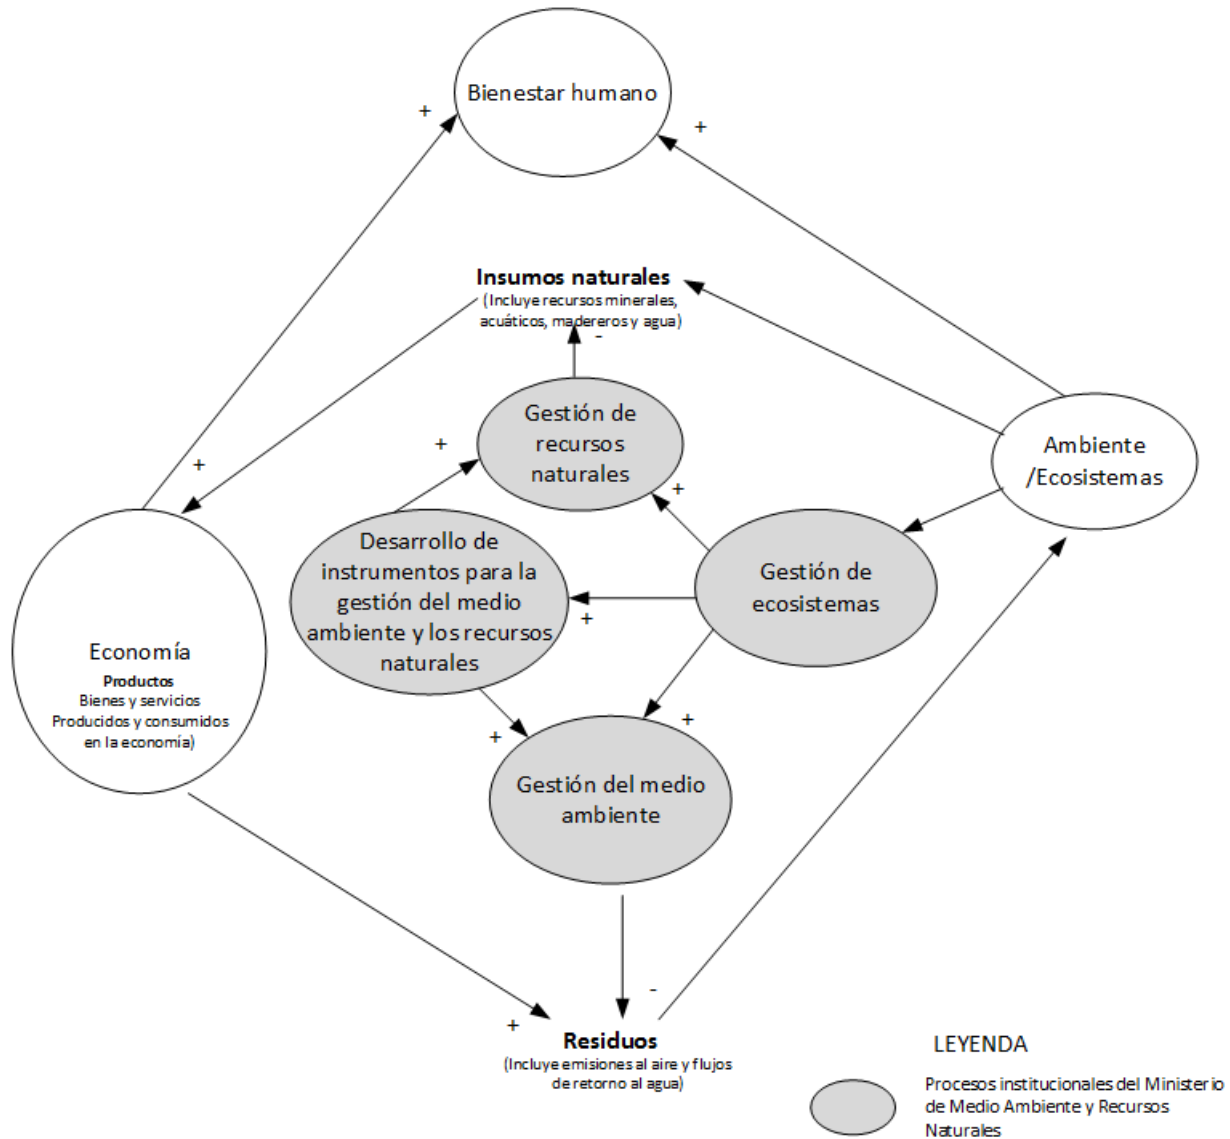 Bienestar humano
+
+
Insumos naturales
(Incluye recursos minerales,
acuáticos, madereros y agua)
-
Gestión de
recursos
naturales
+
+
+
Ambiente
/Ecosistemas
Desarrollo de
instrumentos para la
gestión del medio
ambiente y los recursos
naturales
Gestión de
ecosistemas
+
Economía
Productos
Bienes y servicios
Producidos y consumidos
en la economía)
+
+
Gestión del medio
ambiente
-
+
Residuos
(Incluye emisiones al aire y flujos
de retorno al agua)
LEYENDA
Procesos institucionales del Ministerio
de Medio Ambiente y Recursos
Naturales